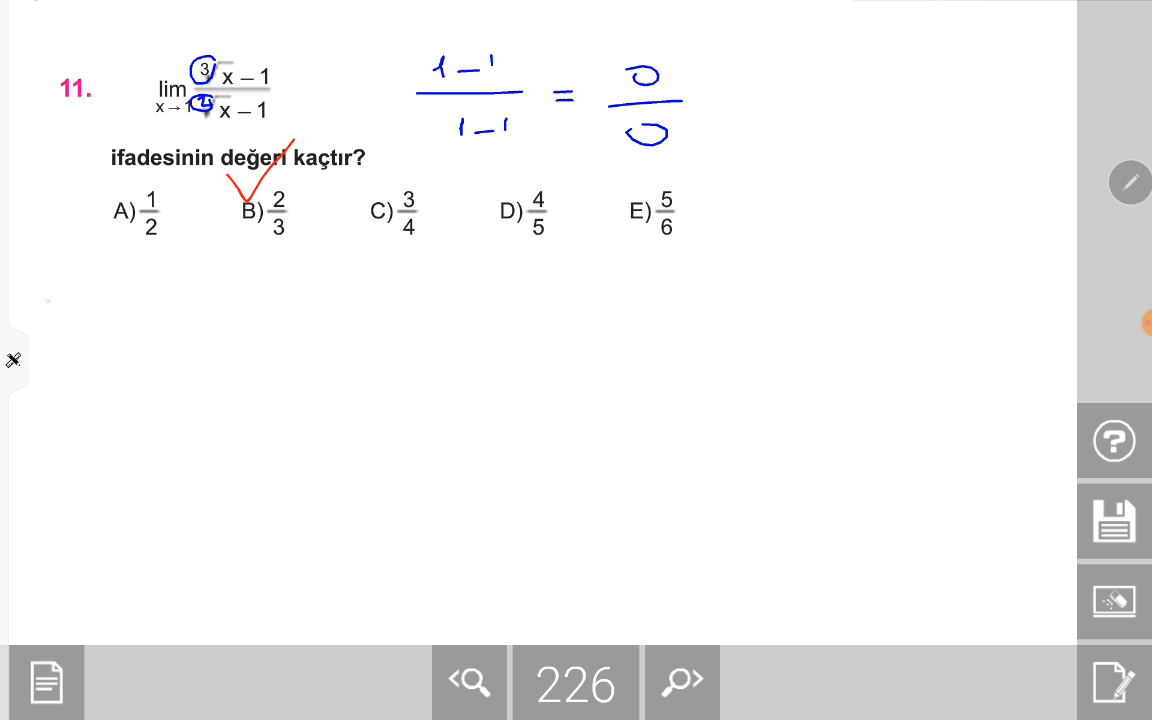 11. lim x→1 ∛x – 1 / √x – 1
1 – 1 / 1 – 1 = 0 / 0
ifadesinin değeri kaçtır?
A) 1/2 B) 2/3 C) 3/4 D) 4/5 E) 5/6
226